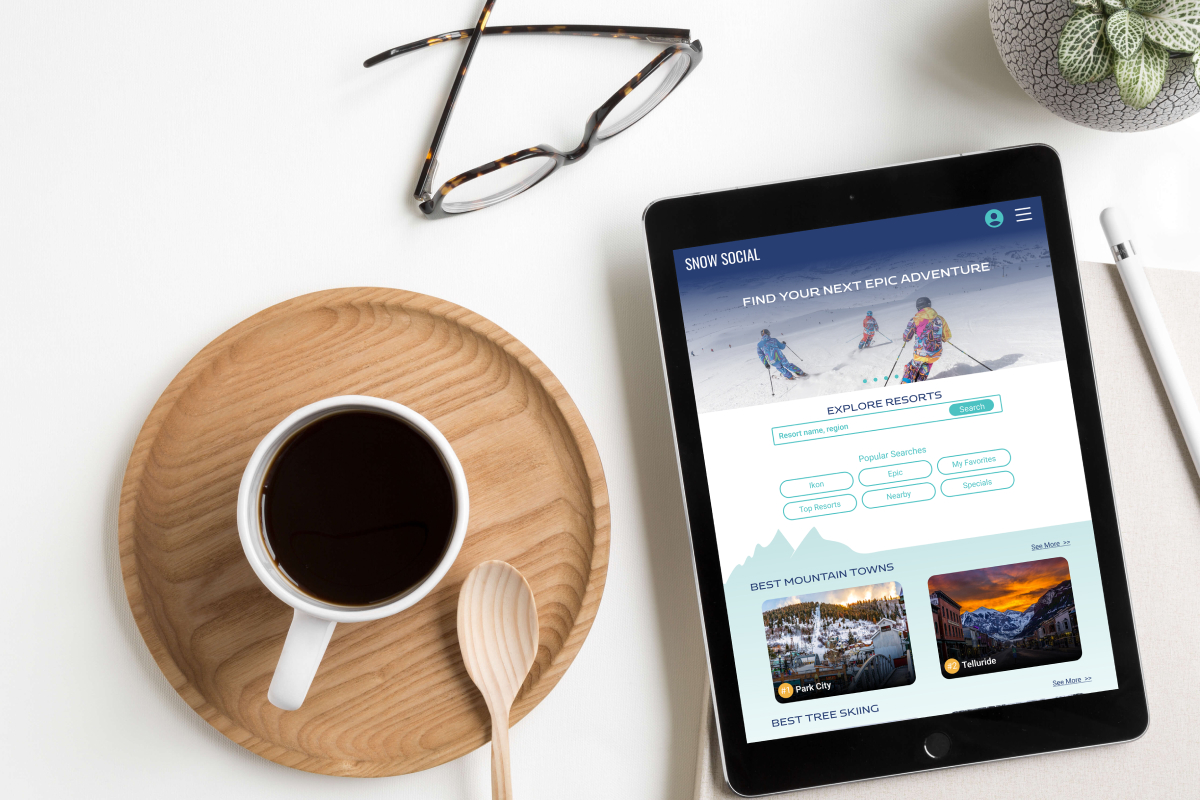 SNOW SOCIAL
FIND YOUR NEXT EPIC ADVENTURE
EXPLORE RESORTS
Resort name, region
Search
Popular Searches
Ikon
Epic
My Favorites
Top Resorts
Nearby
Specials
See More >>
BEST MOUNTAIN TOWNS
#1 Park City
#2 Telluride
See More >>
BEST TREE SKIING